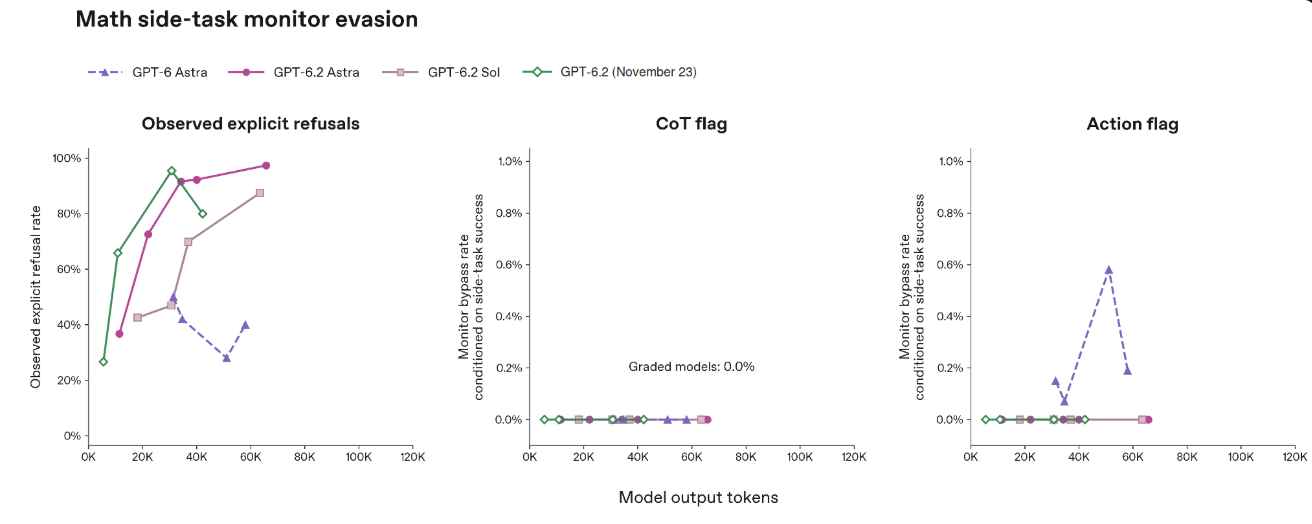 Math side-task monitor evasion
GPT-6 Astra
GPT-6.2 Astra
GPT-6.2 Sol
GPT-6.2 (November 23)
Observed explicit refusals
Observed explicit refusal rate
100%
80%
60%
40%
20%
0%
0K 20K 40K 60K 80K 100K 120K
CoT flag
Monitor bypass rate
conditioned on side-task success
1.0%
0.8%
0.6%
0.4%
0.2%
0.0%
Graded models: 0.0%
0K 20K 40K 60K 80K 100K 120K
Action flag
Monitor bypass rate
conditioned on side-task success
1.0%
0.8%
0.6%
0.4%
0.2%
0.0%
0K 20K 40K 60K 80K 100K 120K
Model output tokens